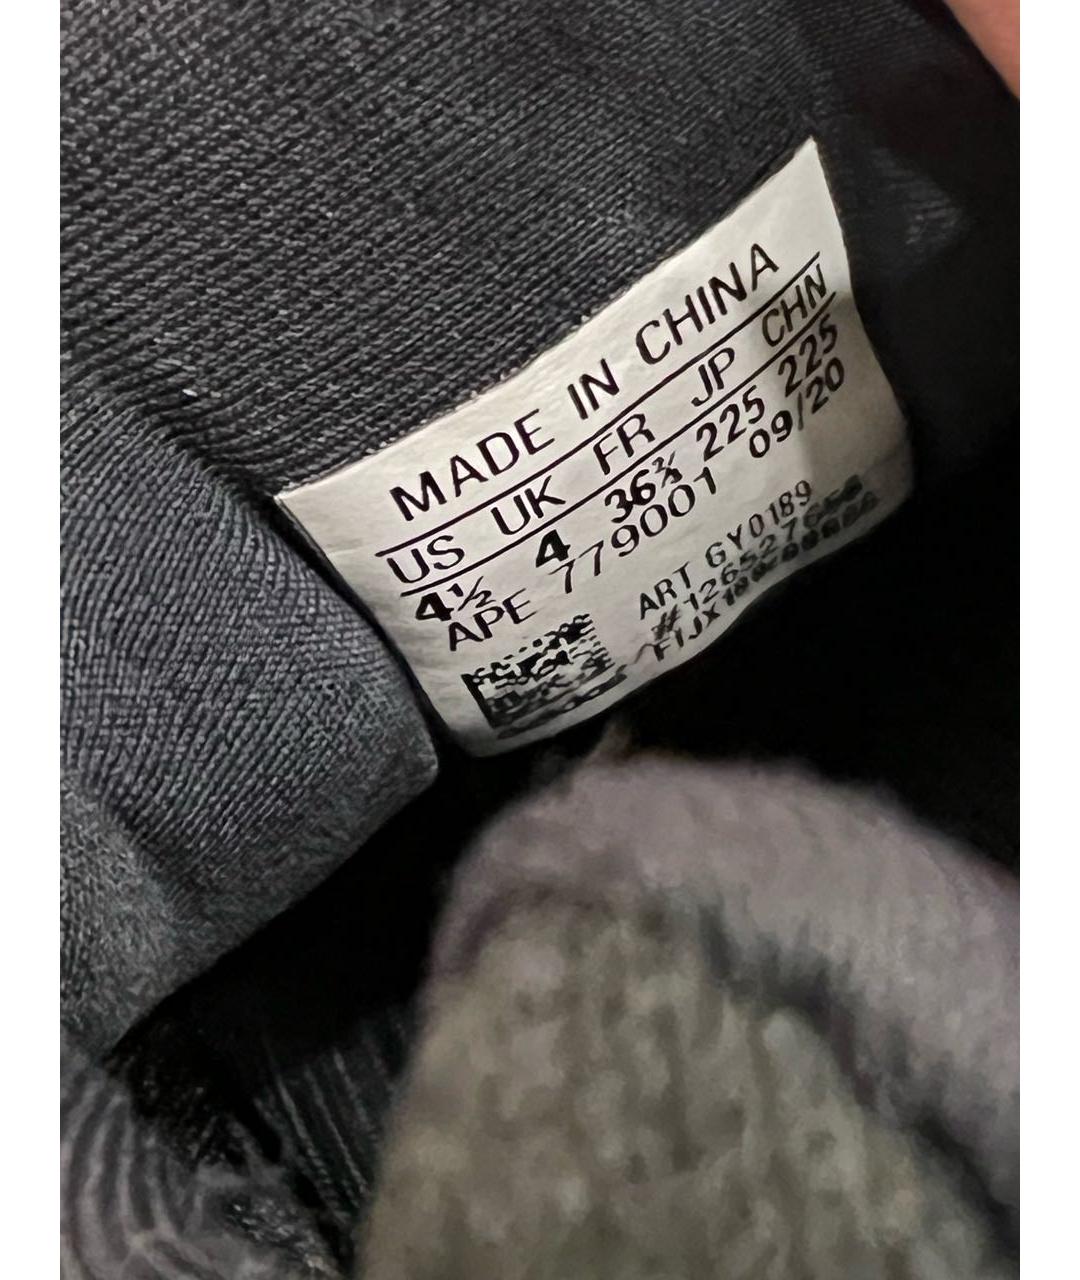 MADE IN CHINA
US UK FR JP CHN
4½ 4 36⅔ 225 225
APE 779001 09/20
ART GY0189